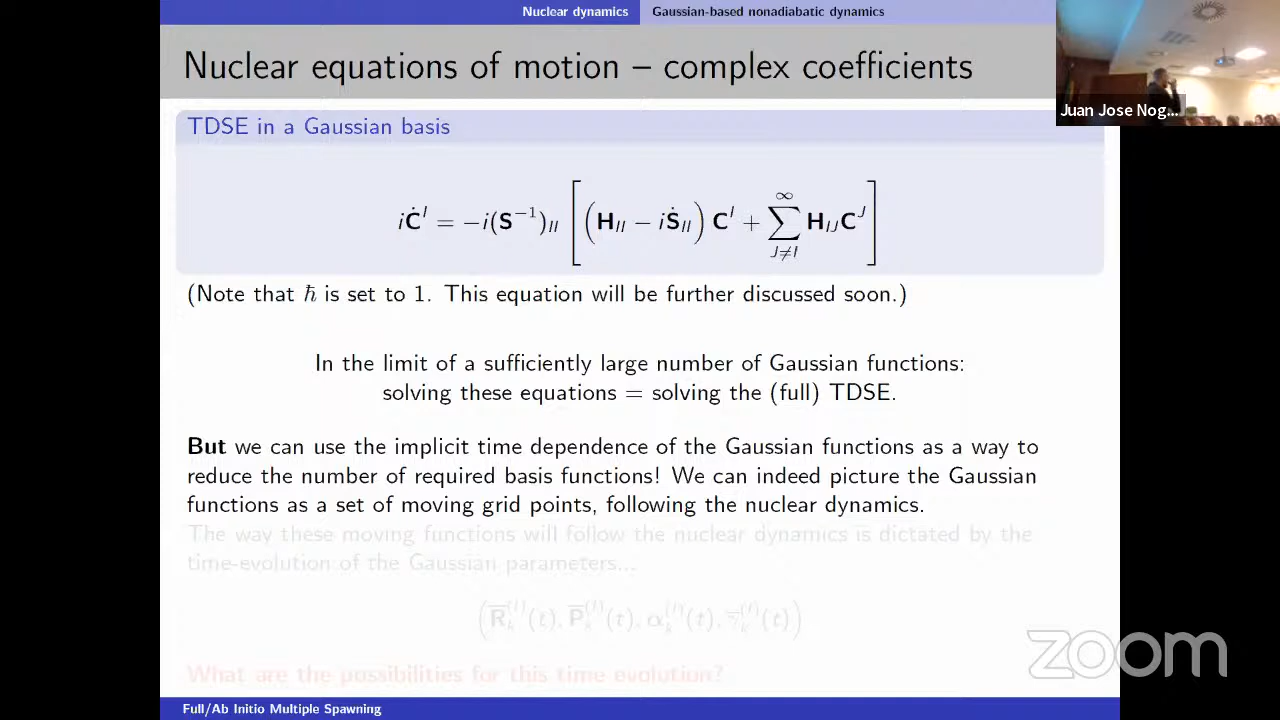 Nuclear dynamics Gaussian-based nonadiabatic dynamics
Nuclear equations of motion – complex coefficients
Juan Jose Nog...
TDSE in a Gaussian basis
iĊ^I = −i(S^{−1})_{II} [ (H_{II} − iṠ_{II}) C^I + ∑_{J≠I}^{∞} H_{IJ}C^J ]
(Note that ħ is set to 1. This equation will be further discussed soon.)
In the limit of a sufficiently large number of Gaussian functions:
solving these equations = solving the (full) TDSE.
But we can use the implicit time dependence of the Gaussian functions as a way to
reduce the number of required basis functions! We can indeed picture the Gaussian
functions as a set of moving grid points, following the nuclear dynamics.
The way these moving functions will follow the nuclear dynamics is dictated by the
time-evolution of the Gaussian parameters...
(R̅_k^{(I)}(t), P̅_k^{(I)}(t), α_k^{(I)}(t), γ̅_k^{(I)}(t))
What are the possibilities for this time evolution?
zoom
Full/Ab Initio Multiple Spawning